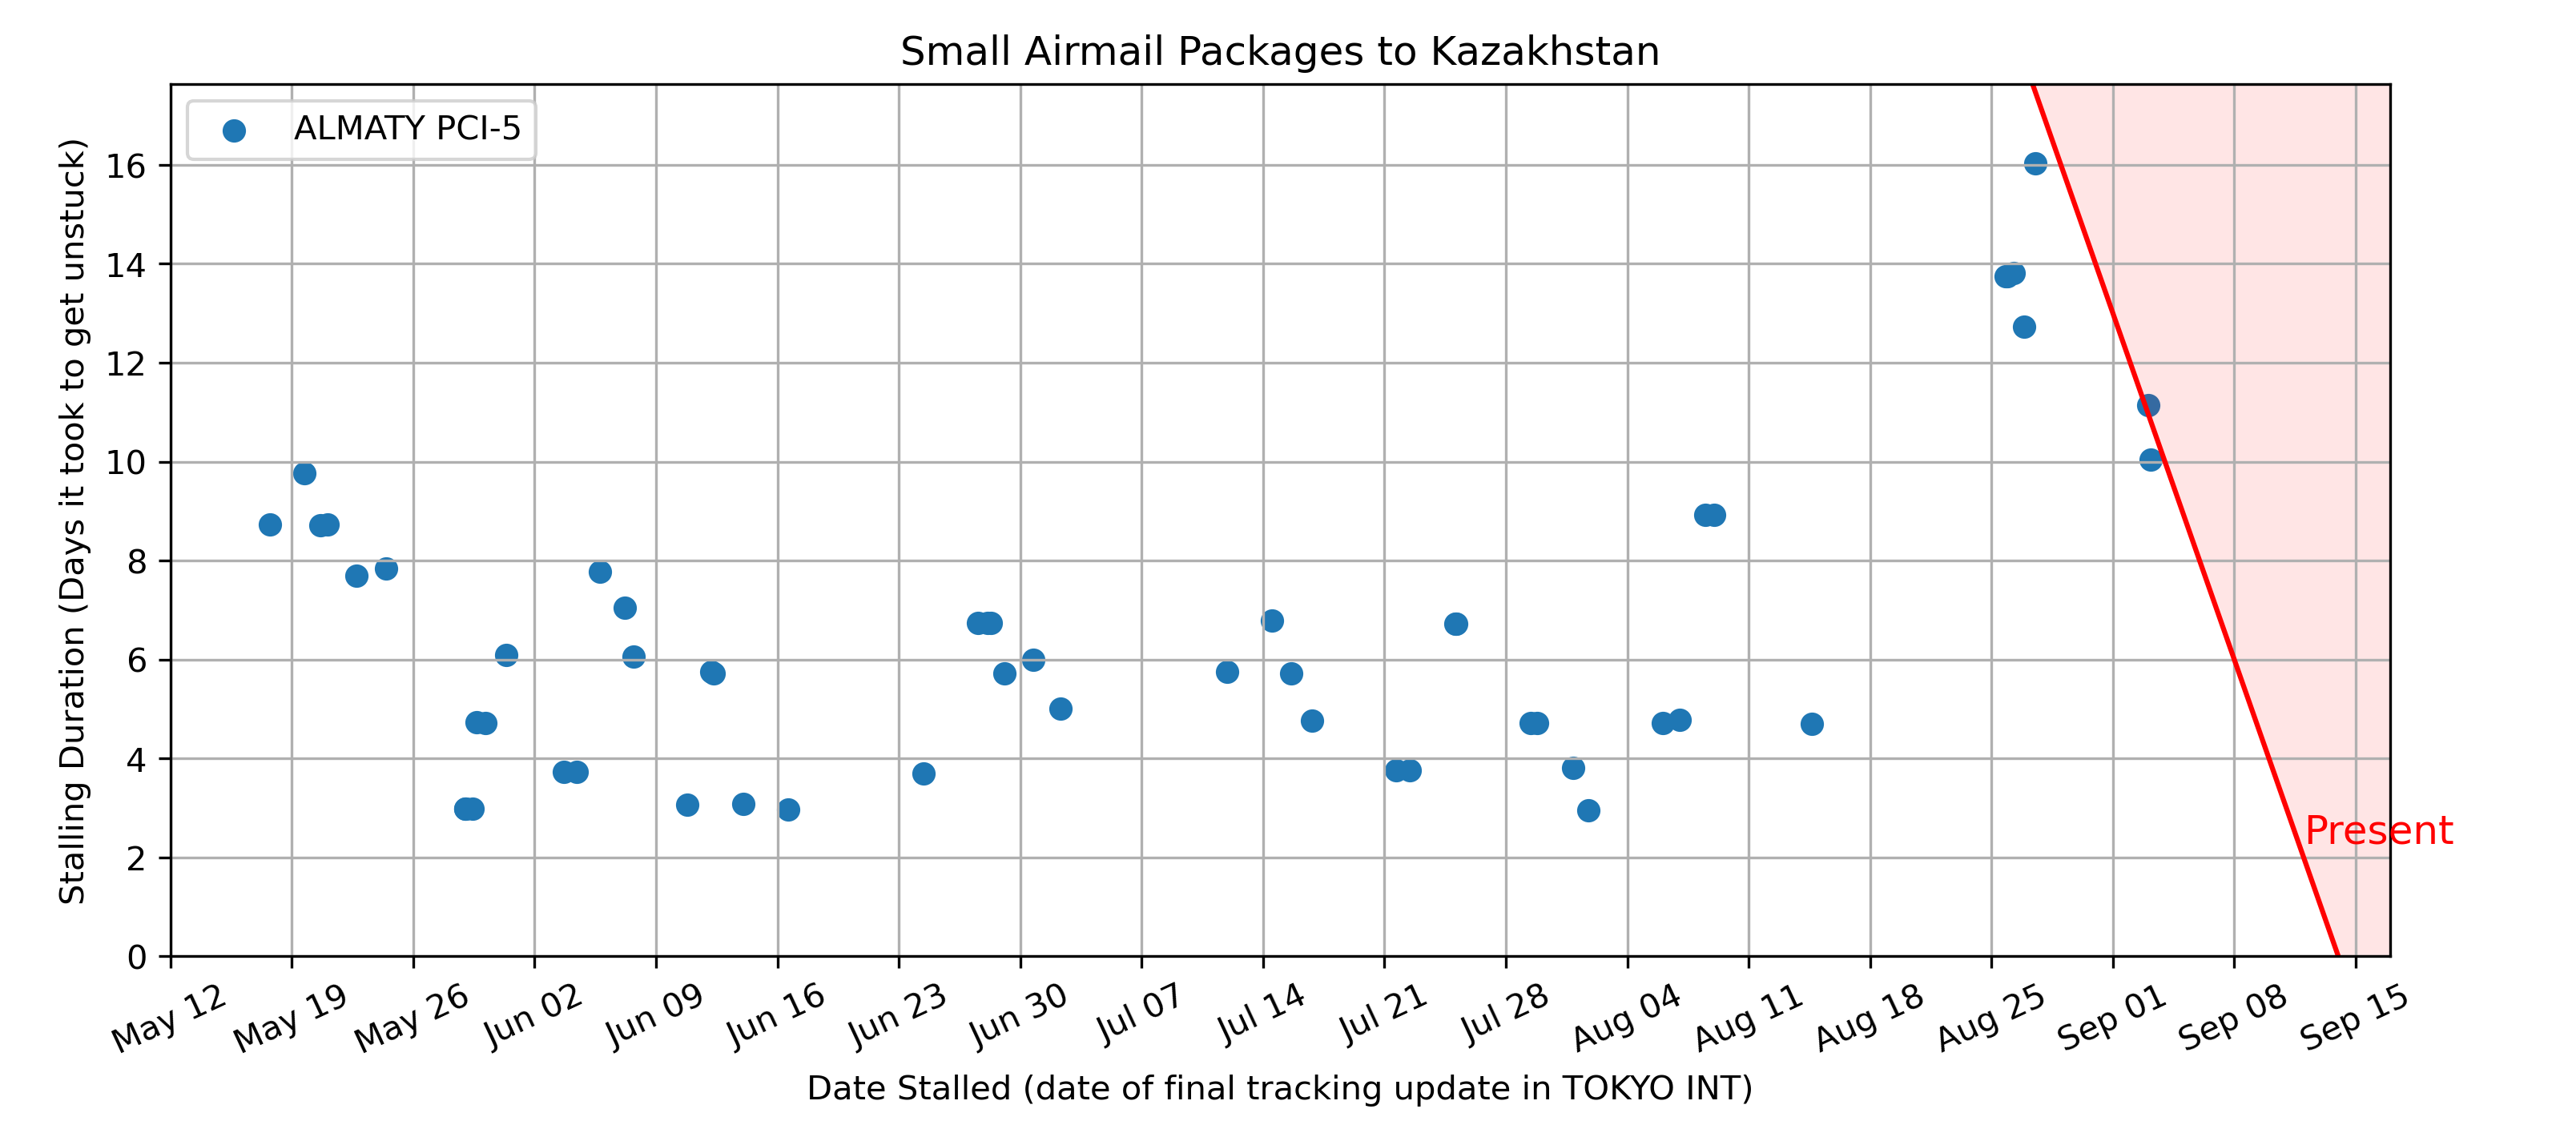 Small Airmail Packages to Kazakhstan
ALMATY PCI-5
Stalling Duration (Days it took to get unstuck)
16
14
12
10
8
6
4
2
0
Present
May 12
May 19
May 26
Jun 02
Jun 09
Jun 16
Jun 23
Jun 30
Jul 07
Jul 14
Jul 21
Jul 28
Aug 04
Aug 11
Aug 18
Aug 25
Sep 01
Sep 08
Sep 15
Date Stalled (date of final tracking update in TOKYO INT)